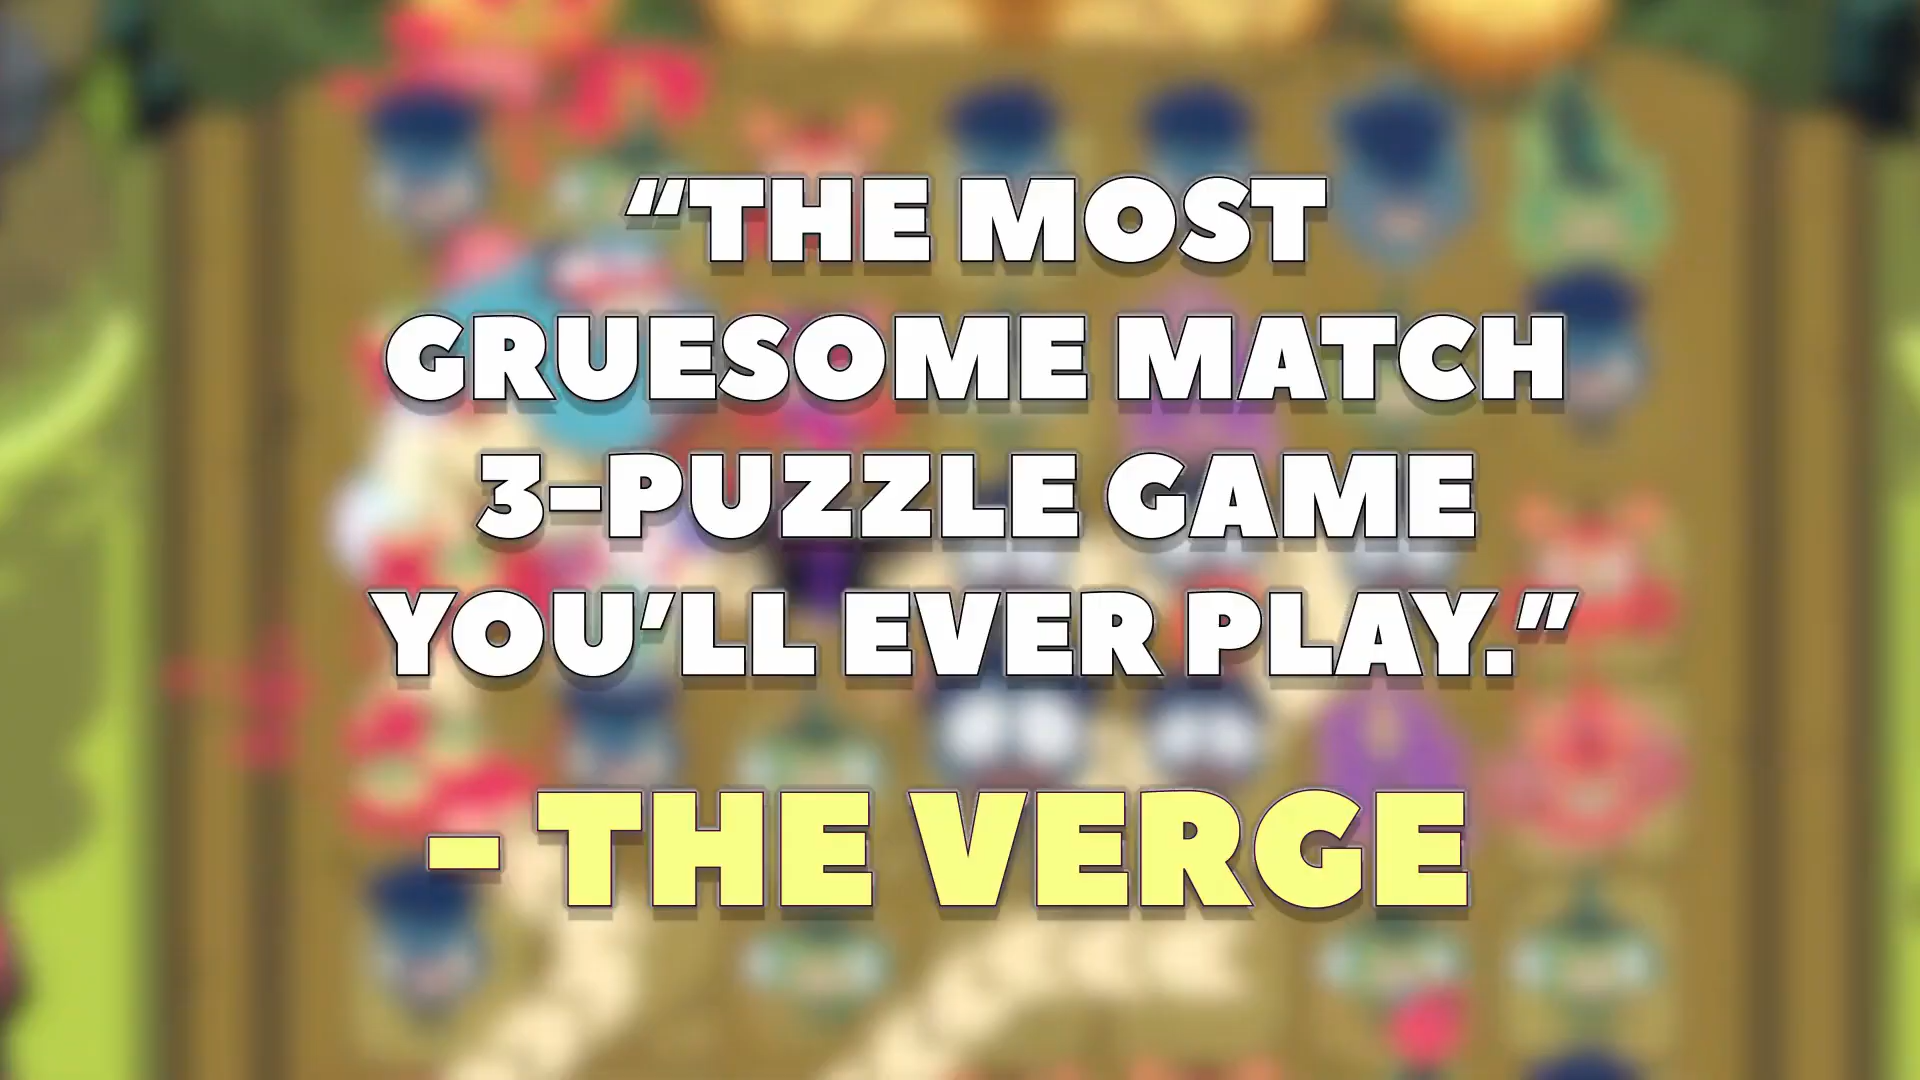 “THE MOST
GRUESOME MATCH
3-PUZZLE GAME
YOU’LL EVER PLAY.”
- THE VERGE